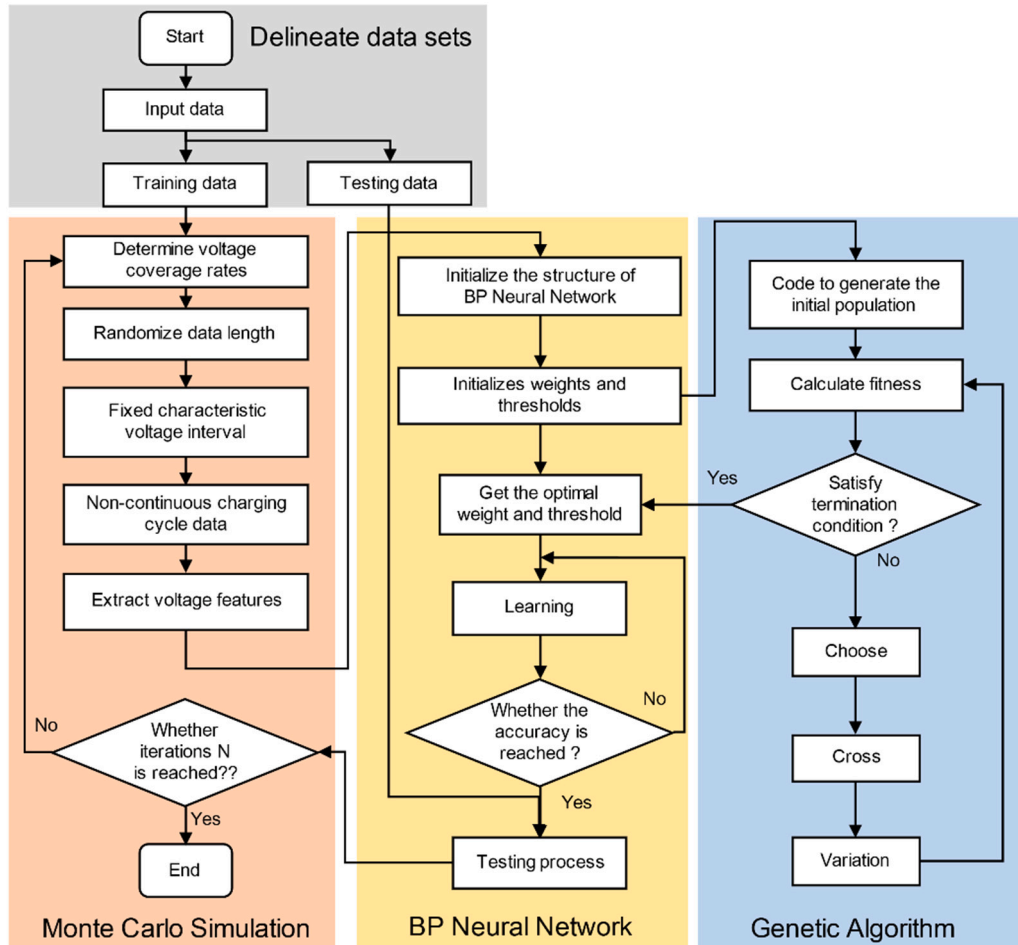 Start
Delineate data sets
Input data
Training data
Testing data
Determine voltage
coverage rates
Randomize data length
Fixed characteristic
voltage interval
Non-continuous charging
cycle data
Extract voltage features
No
Whether
iterations N
is reached??
Yes
End
Monte Carlo Simulation
Initialize the structure of
BP Neural Network
Initializes weights and
thresholds
Get the optimal
weight and threshold
Learning
No
Whether the
accuracy is
reached ?
Yes
Testing process
BP Neural Network
Code to generate the
initial population
Calculate fitness
Yes
Satisfy
termination
condition ?
No
Choose
Cross
Variation
Genetic Algorithm